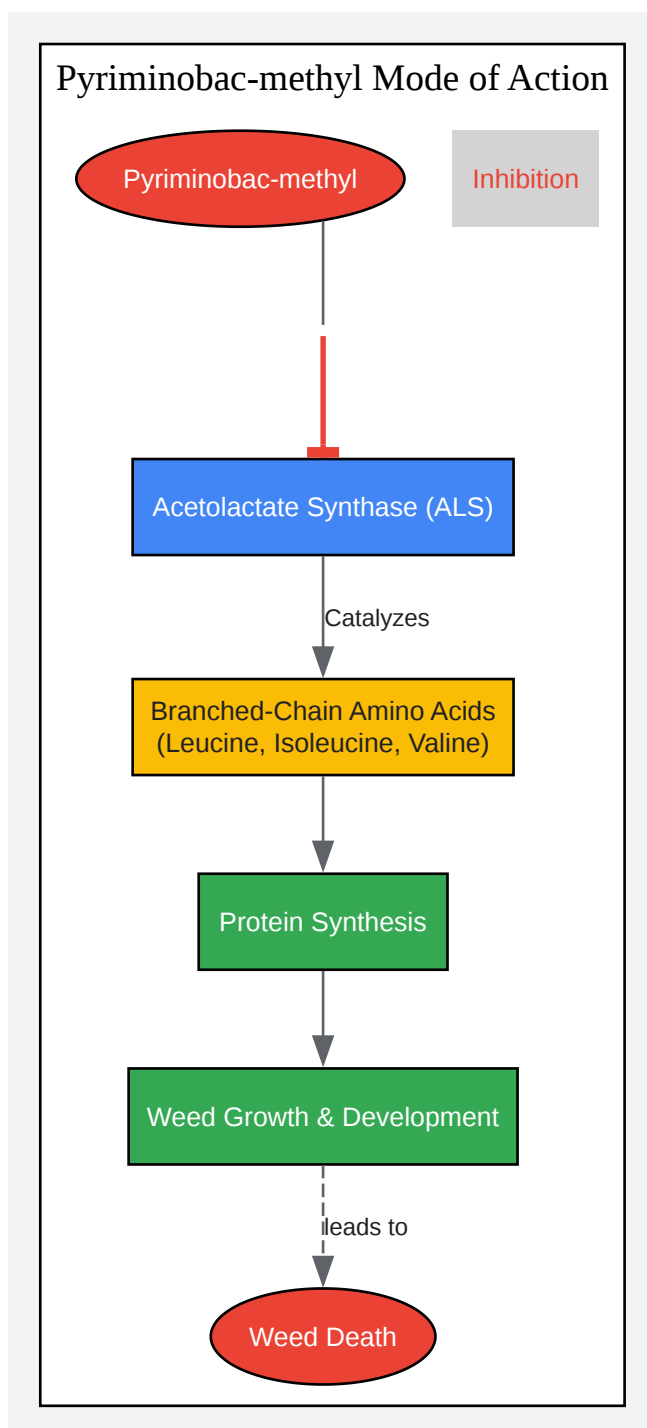 Pyriminobac-methyl Mode of Action
Pyriminobac-methyl
Inhibition
Acetolactate Synthase (ALS)
Catalyzes
Branched-Chain Amino Acids
(Leucine, Isoleucine, Valine)
Protein Synthesis
Weed Growth & Development
leads to
Weed Death